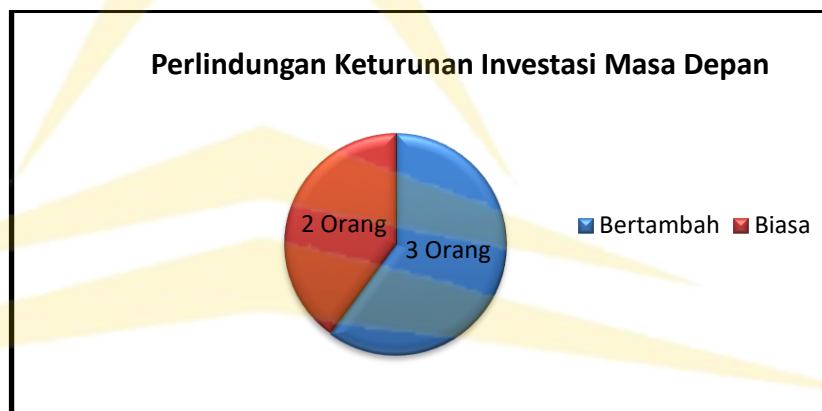 Perlindungan Keturunan Investasi Masa Depan
2 Orang
3 Orang
Bertambah
Biasa